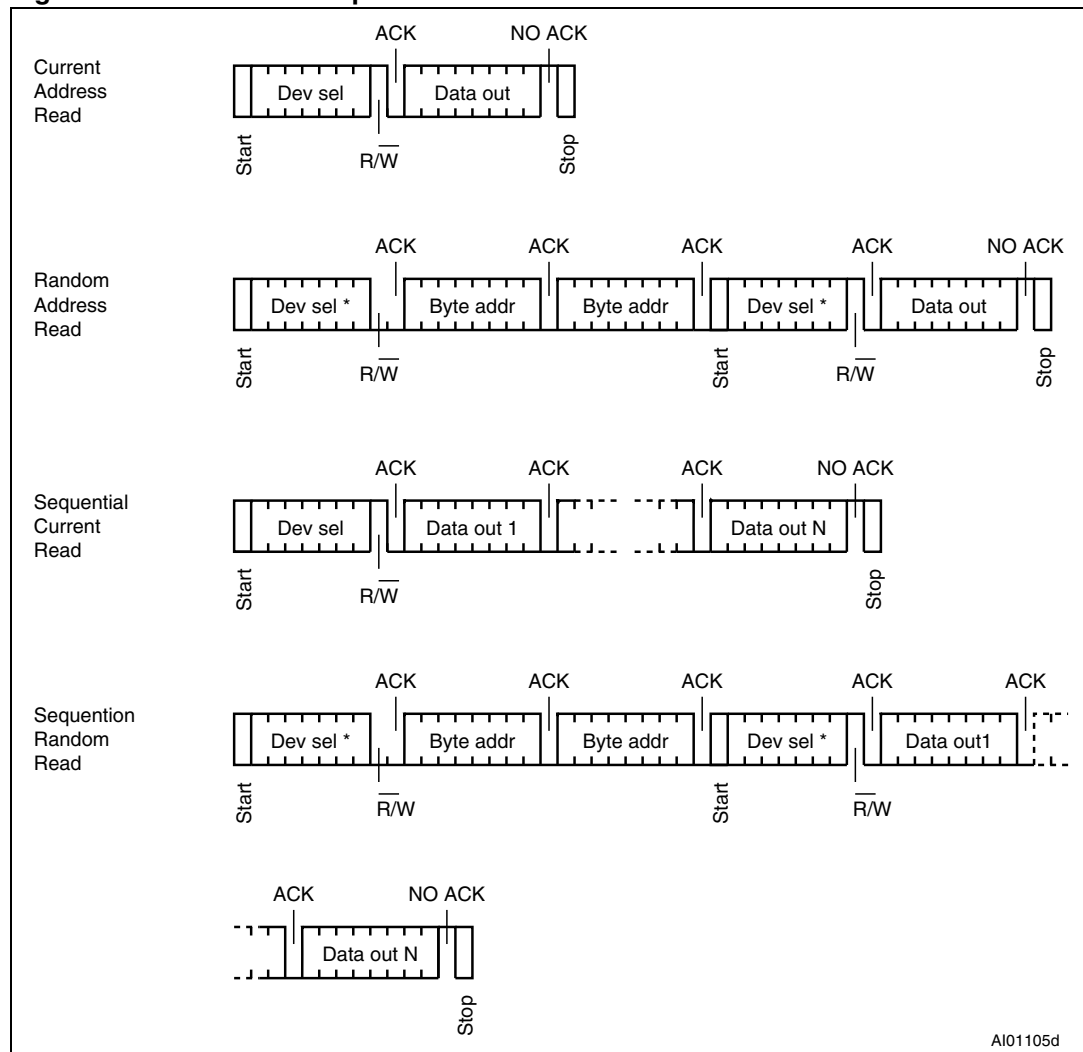 ACK NO ACK
Current
Address
Read
Dev sel Data out
Start R/W Stop
ACK ACK ACK ACK NO ACK
Random
Address
Read
Dev sel * Byte addr Byte addr Dev sel * Data out
Start R/W Start R/W Stop
ACK ACK ACK NO ACK
Sequential
Current
Read
Dev sel Data out 1 Data out N
Start R/W Stop
ACK ACK ACK ACK ACK
Sequention
Random
Read
Dev sel * Byte addr Byte addr Dev sel * Data out1
Start R/W Start R/W
ACK NO ACK
Data out N
Stop
AI01105d